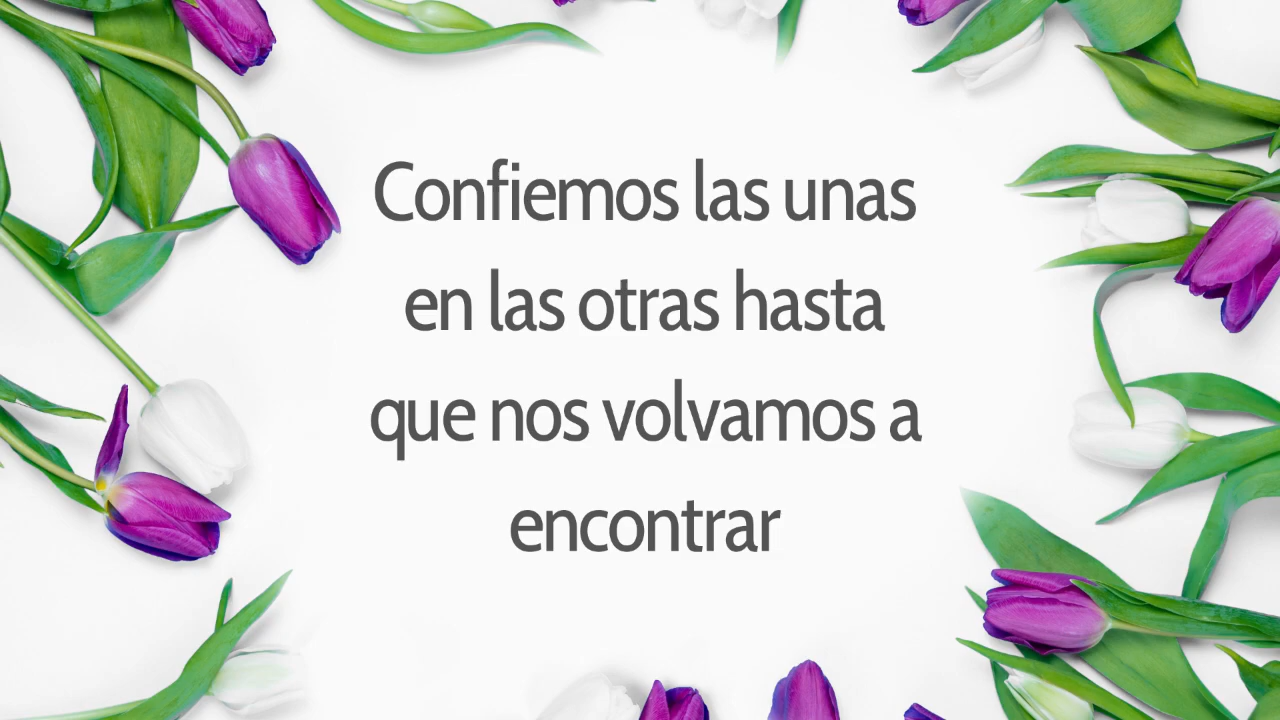 Confiemos las unas
en las otras hasta
que nos volvamos a
encontrar